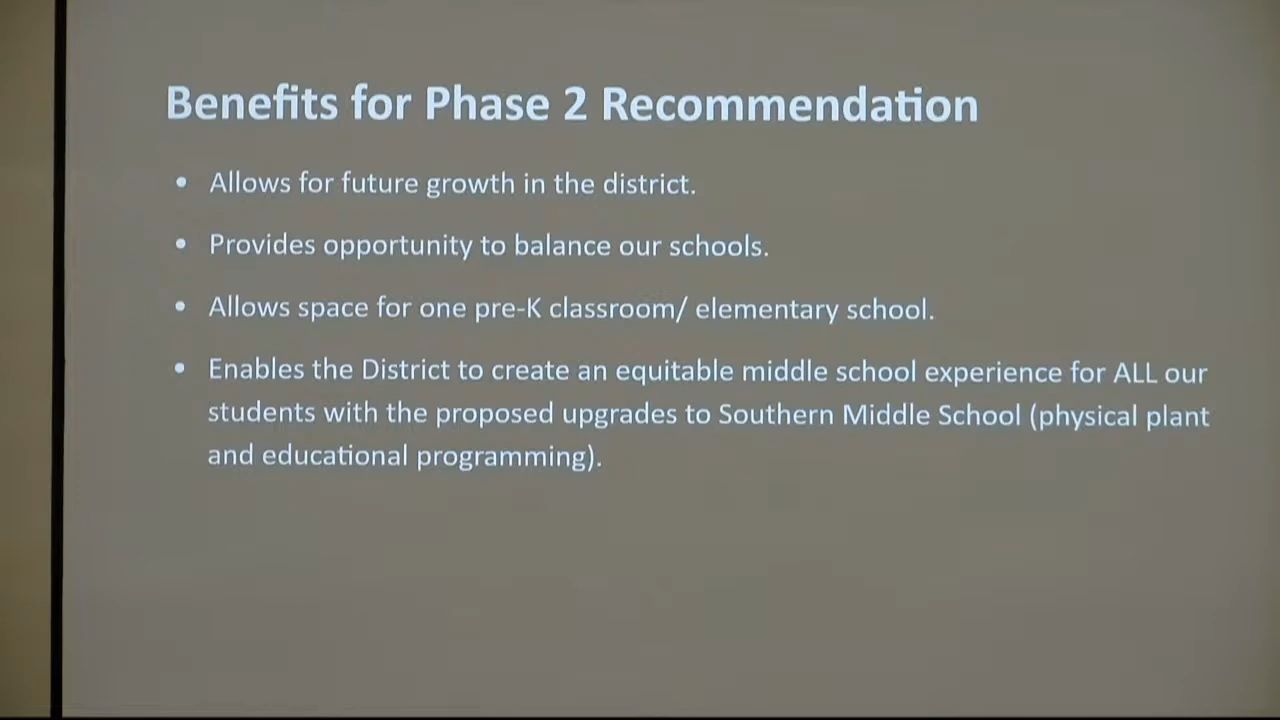 Benefits for Phase 2 Recommendation
• Allows for future growth in the district.
• Provides opportunity to balance our schools.
• Allows space for one pre-K classroom/ elementary school.
• Enables the District to create an equitable middle school experience for ALL our
students with the proposed upgrades to Southern Middle School (physical plant
and educational programming).